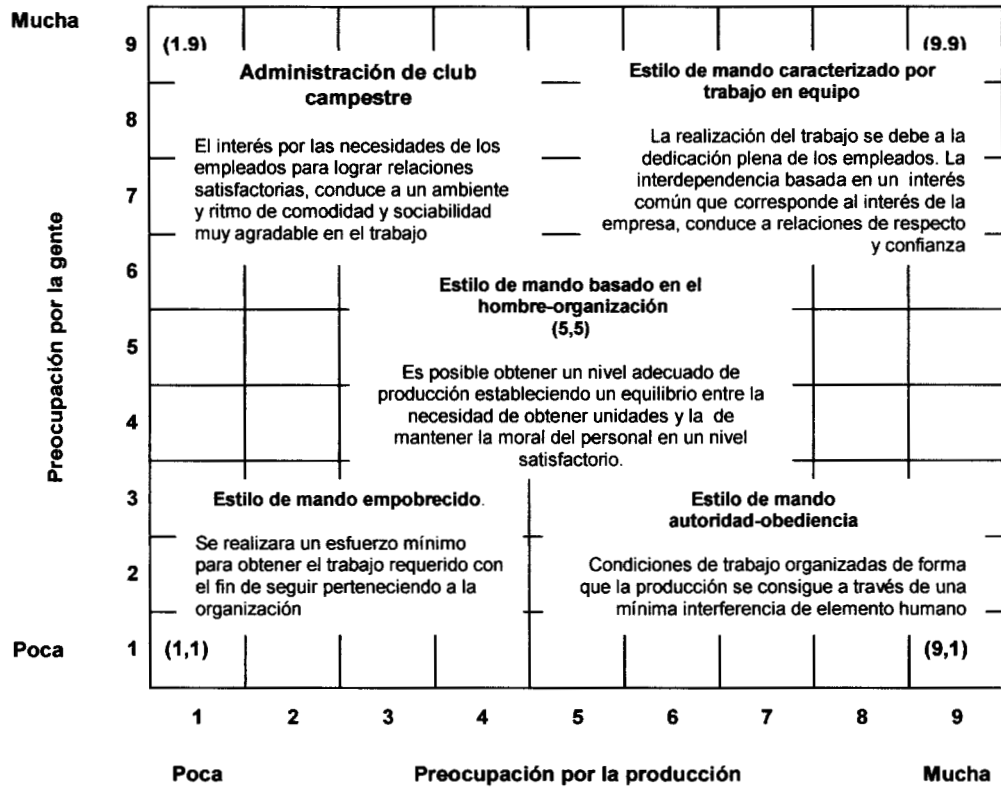 Mucha
9
(1.9)
(9.9)
Administración de club
campestre
El interés por las necesidades de los
empleados para lograr relaciones
satisfactorias, conduce a un ambiente
y ritmo de comodidad y sociabilidad
muy agradable en el trabajo
Estilo de mando caracterizado por
trabajo en equipo
La realización del trabajo se debe a la
dedicación plena de los empleados. La
interdependencia basada en un interés
común que corresponde al interés de la
empresa, conduce a relaciones de respecto
y confianza
8
7
6
5
4
3
2
Preocupación por la gente
Estilo de mando basado en el
hombre-organización
(5,5)
Es posible obtener un nivel adecuado de
producción estableciendo un equilibrio entre la
necesidad de obtener unidades y la de
mantener la moral del personal en un nivel
satisfactorio.
Estilo de mando empobrecido.
Se realizara un esfuerzo mínimo
para obtener el trabajo requerido con
el fin de seguir perteneciendo a la
organización
Estilo de mando
autoridad-obediencia
Condiciones de trabajo organizadas de forma
que la producción se consigue a través de una
mínima interferencia de elemento humano
Poca
1
(1,1)
(9,1)
1 2 3 4 5 6 7 8 9
Poca
Preocupación por la producción
Mucha